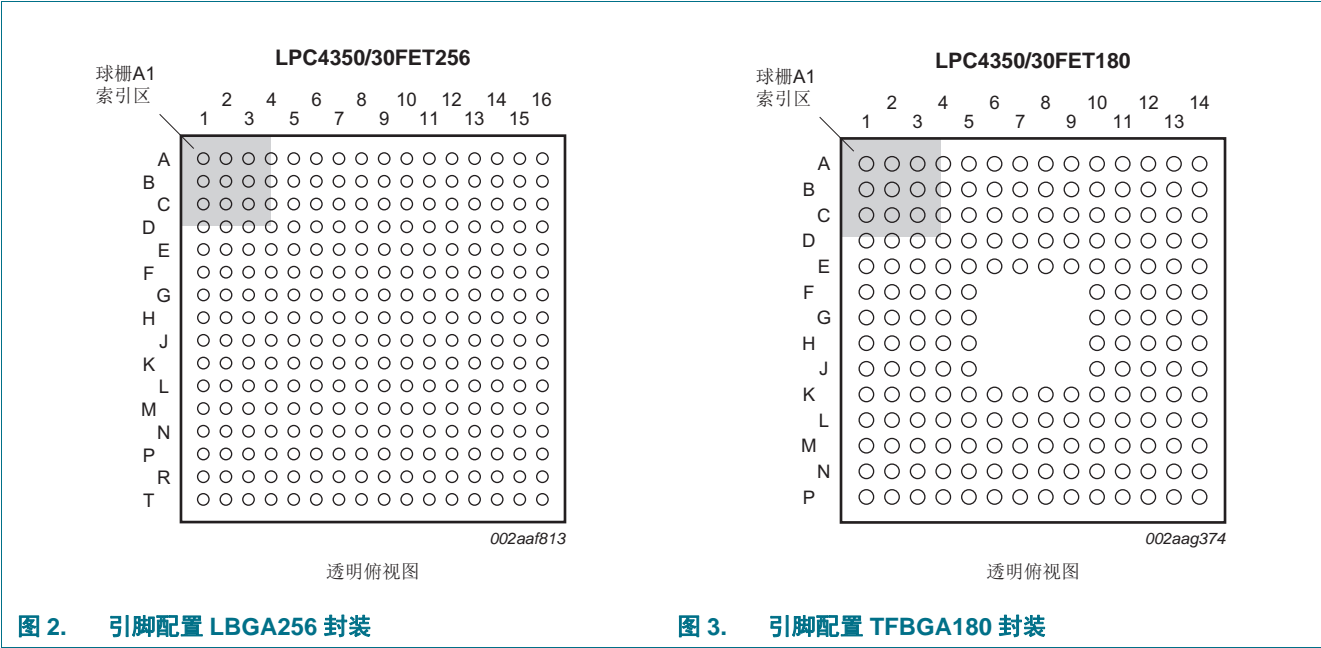 LPC4350/30FET256
球栅A1
索引区
2 4 6 8 10 12 14 16
1 3 5 7 9 11 13 15
A
B
C
D
E
F
G
H
J
K
L
M
N
P
R
T
002aaf813
透明俯视图
图 2. 引脚配置 LBGA256 封装
LPC4350/30FET180
球栅A1
索引区
2 4 6 8 10 12 14
1 3 5 7 9 11 13
A
B
C
D
E
F
G
H
J
K
L
M
N
P
002aag374
透明俯视图
图 3. 引脚配置 TFBGA180 封装